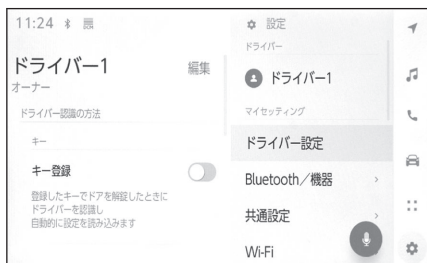 11:24
ドライバー1
編集
オーナー
ドライバー認識の方法
キー
キー登録
登録したキーでドアを解錠したときに
ドライバーを認識し
自動的に設定を読み込みます
設定
ドライバー
ドライバー1
マイセッティング
ドライバー設定
Bluetooth／機器
共通設定
Wi-Fi